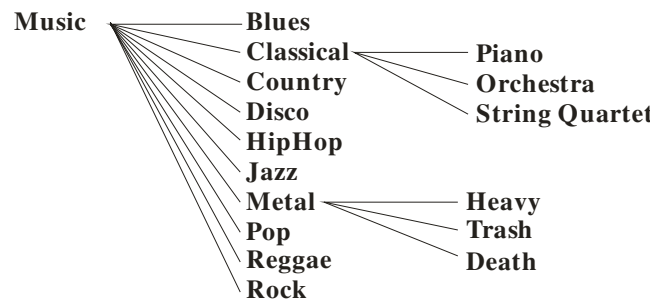 Music
Blues
Classical
Country
Disco
HipHop
Jazz
Metal
Pop
Reggae
Rock
Piano
Orchestra
String Quartet
Heavy
Trash
Death